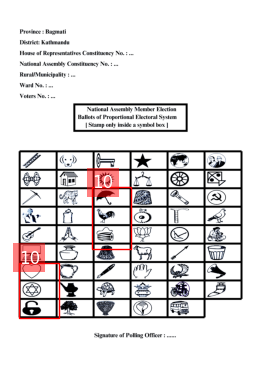 Province : Bagmati
District: Kathmandu
House of Representatives Constituency No. : ...
National Assembly Constituency No. : ...
Rural/Municipality : ...
Ward No. : ...
Voters No. : ...
National Assembly Member Election
Ballots of Proportional Electoral System
[ Stamp only inside a symbol box ]
10
10
Signature of Polling Officer : ......